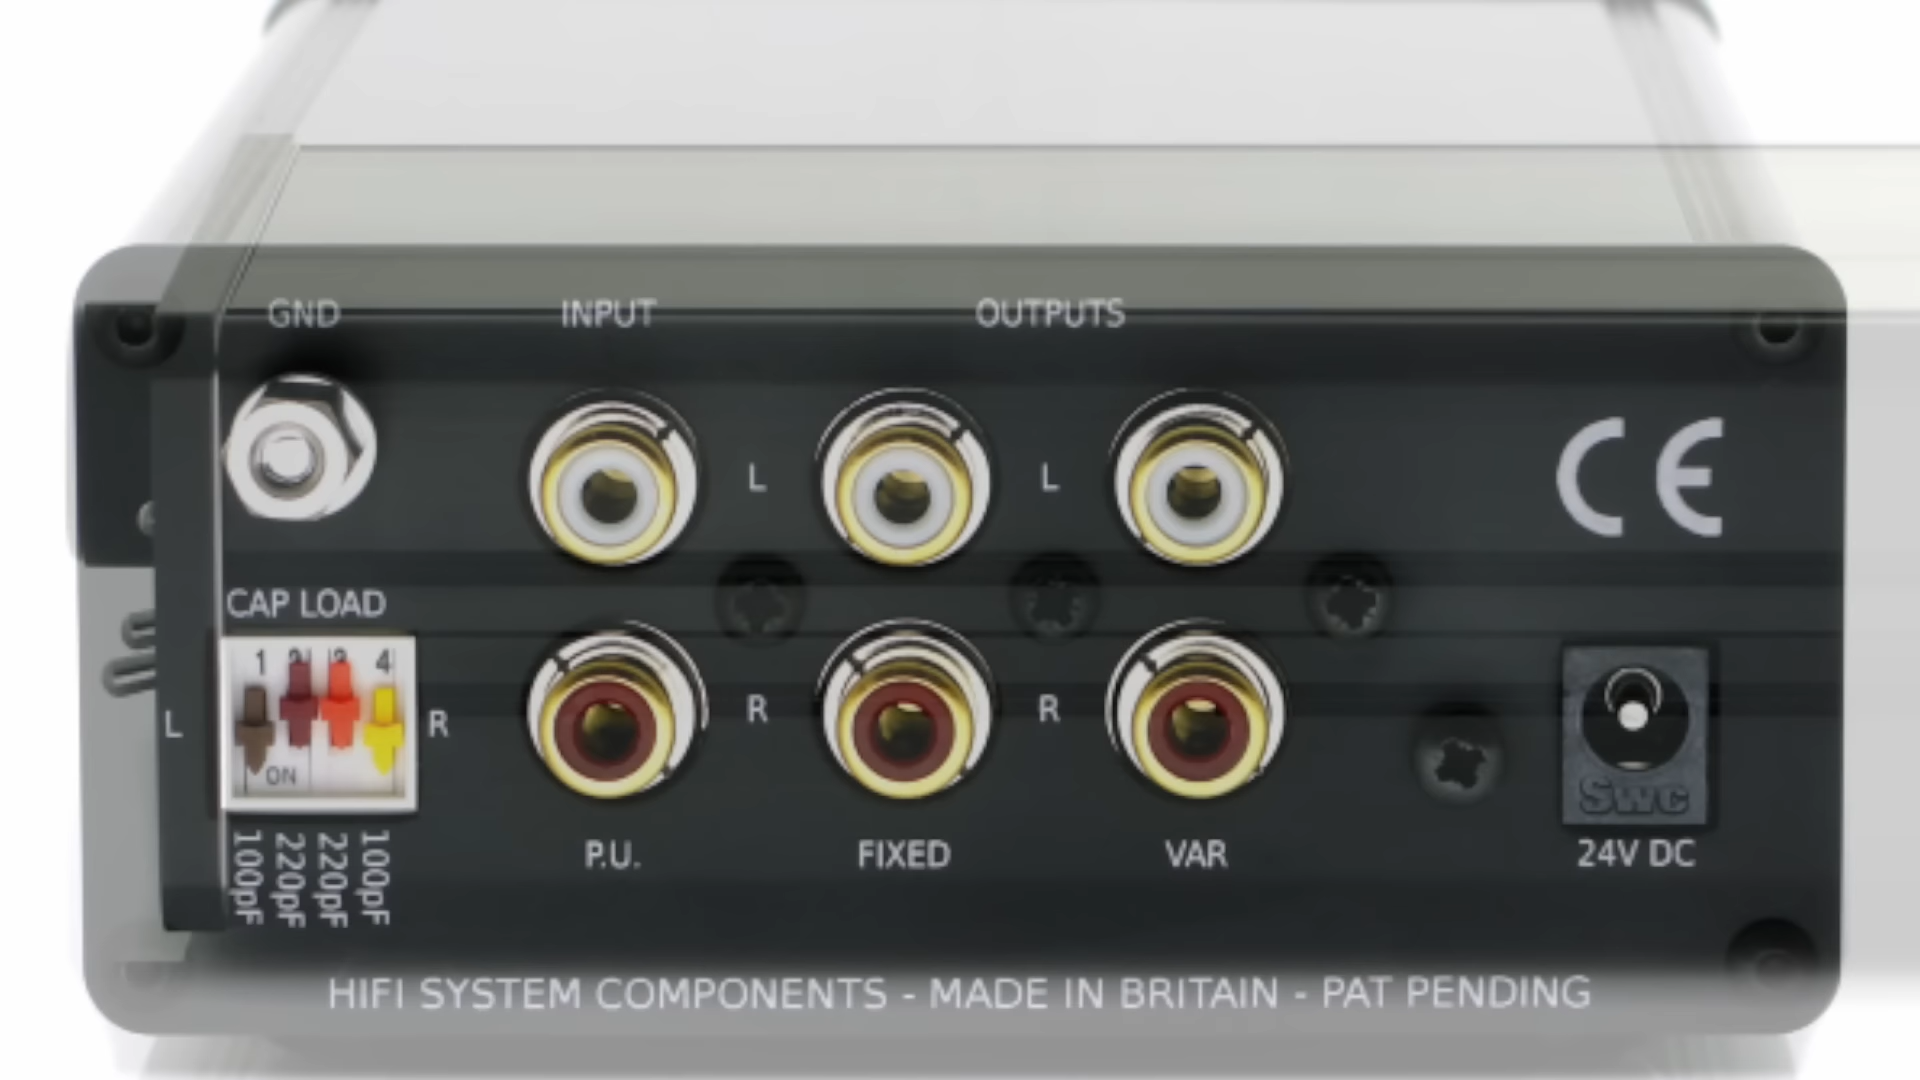 GND INPUT OUTPUTS
L L
CE
CAP LOAD
1 2 3 4
L R R R
ON
Swc
100pF 220pF 220pF 100pF
P.U. FIXED VAR 24V DC
HIFI SYSTEM COMPONENTS - MADE IN BRITAIN - PAT PENDING